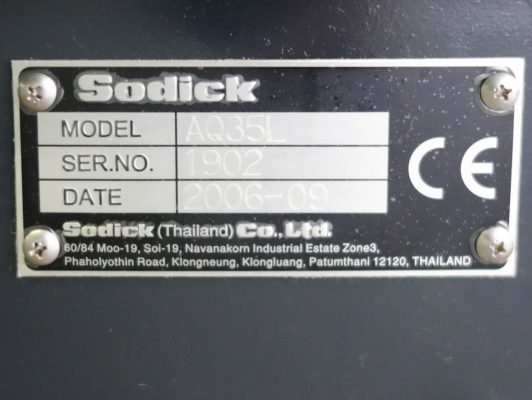 Sodick
MODEL AQ35L
SER.NO. 1902
DATE 2006-09
CE
Sodick (Thailand) Co., Ltd.
60/84 Moo-19, Soi-19, Navanakorn Industrial Estate Zone3,
Phaholyothin Road, Klongneung, Klongluang, Patumthani 12120, THAILAND